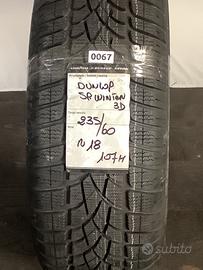 0067
DUNLOP
SP WINTER
3D
235/60
R18
107H
subito